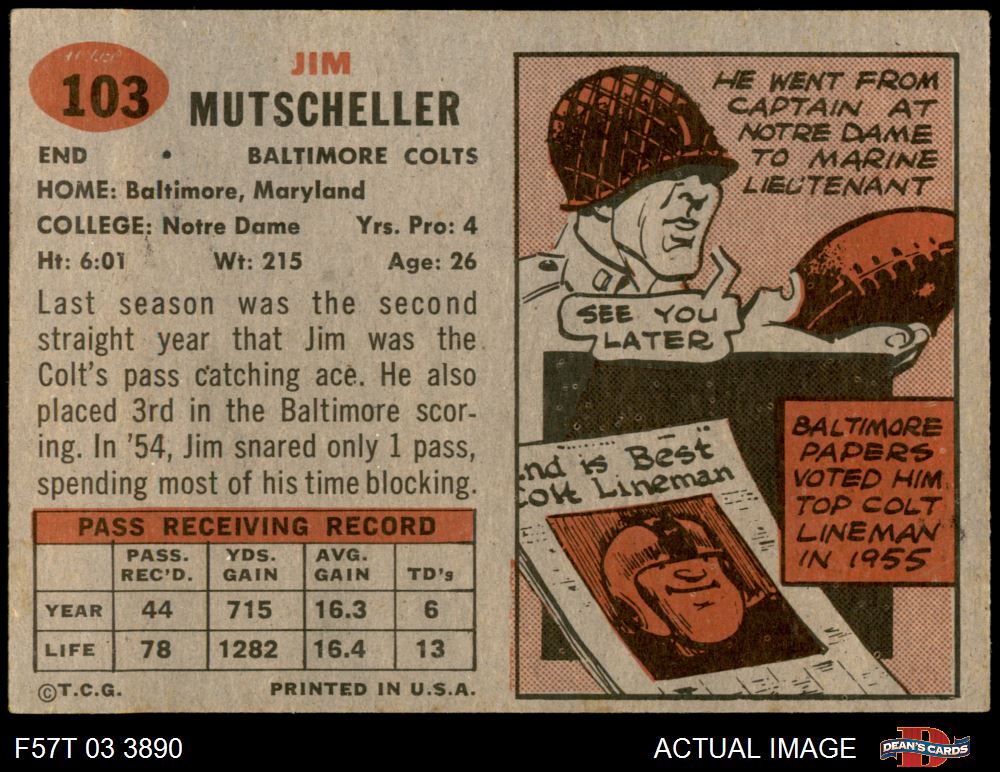 103
JIM
MUTSCHELLER
END • BALTIMORE COLTS
HOME: Baltimore, Maryland
COLLEGE: Notre Dame Yrs. Pro: 4
Ht: 6:01 Wt: 215 Age: 26
Last season was the second
straight year that Jim was the
Colt's pass catching ace. He also
placed 3rd in the Baltimore scor-
ing. In '54, Jim snared only 1 pass,
spending most of his time blocking.
PASS RECEIVING RECORD
PASS. REC'D. YDS. GAIN AVG. GAIN TD's
YEAR 44 715 16.3 6
LIFE 78 1282 16.4 13
©T.C.G. PRINTED IN U.S.A.
HE WENT FROM
CAPTAIN AT
NOTRE DAME
TO MARINE
LIEUTENANT
SEE YOU
LATER
BALTIMORE
PAPERS
VOTED HIM
TOP COLT
LINEMAN
IN 1955
nd is Best
Colt Lineman
F57T 03 3890 ACTUAL IMAGE DEAN'S CARDS